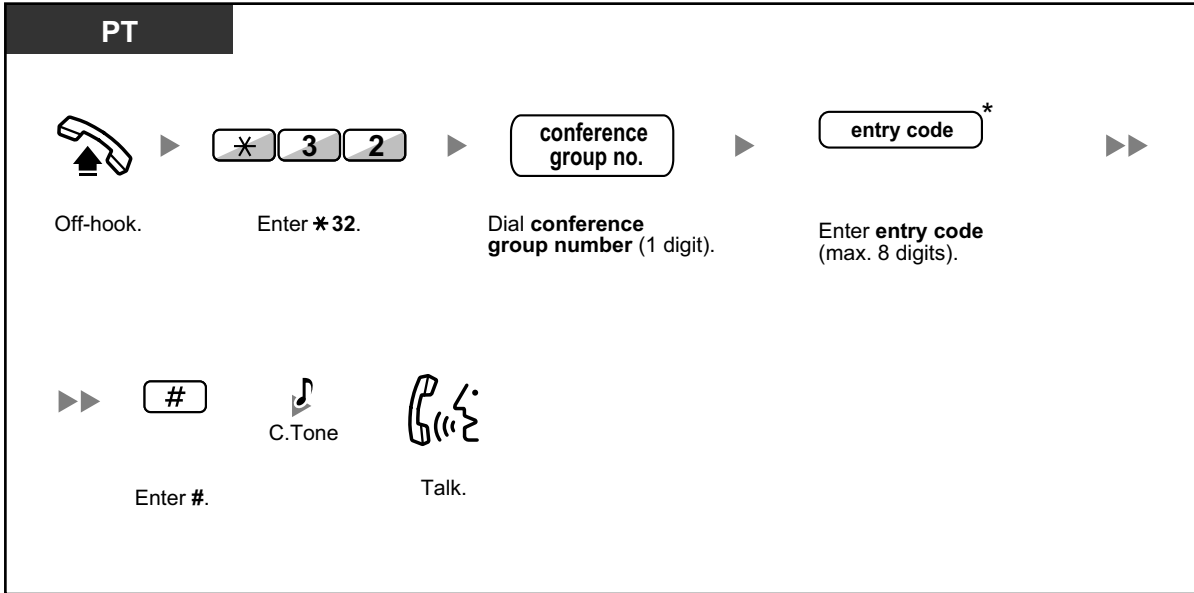 PT
* 3 2
conference
group no.
entry code *
Off-hook.
Enter *32.
Dial conference
group number (1 digit).
Enter entry code
(max. 8 digits).
#
C.Tone
Enter #.
Talk.